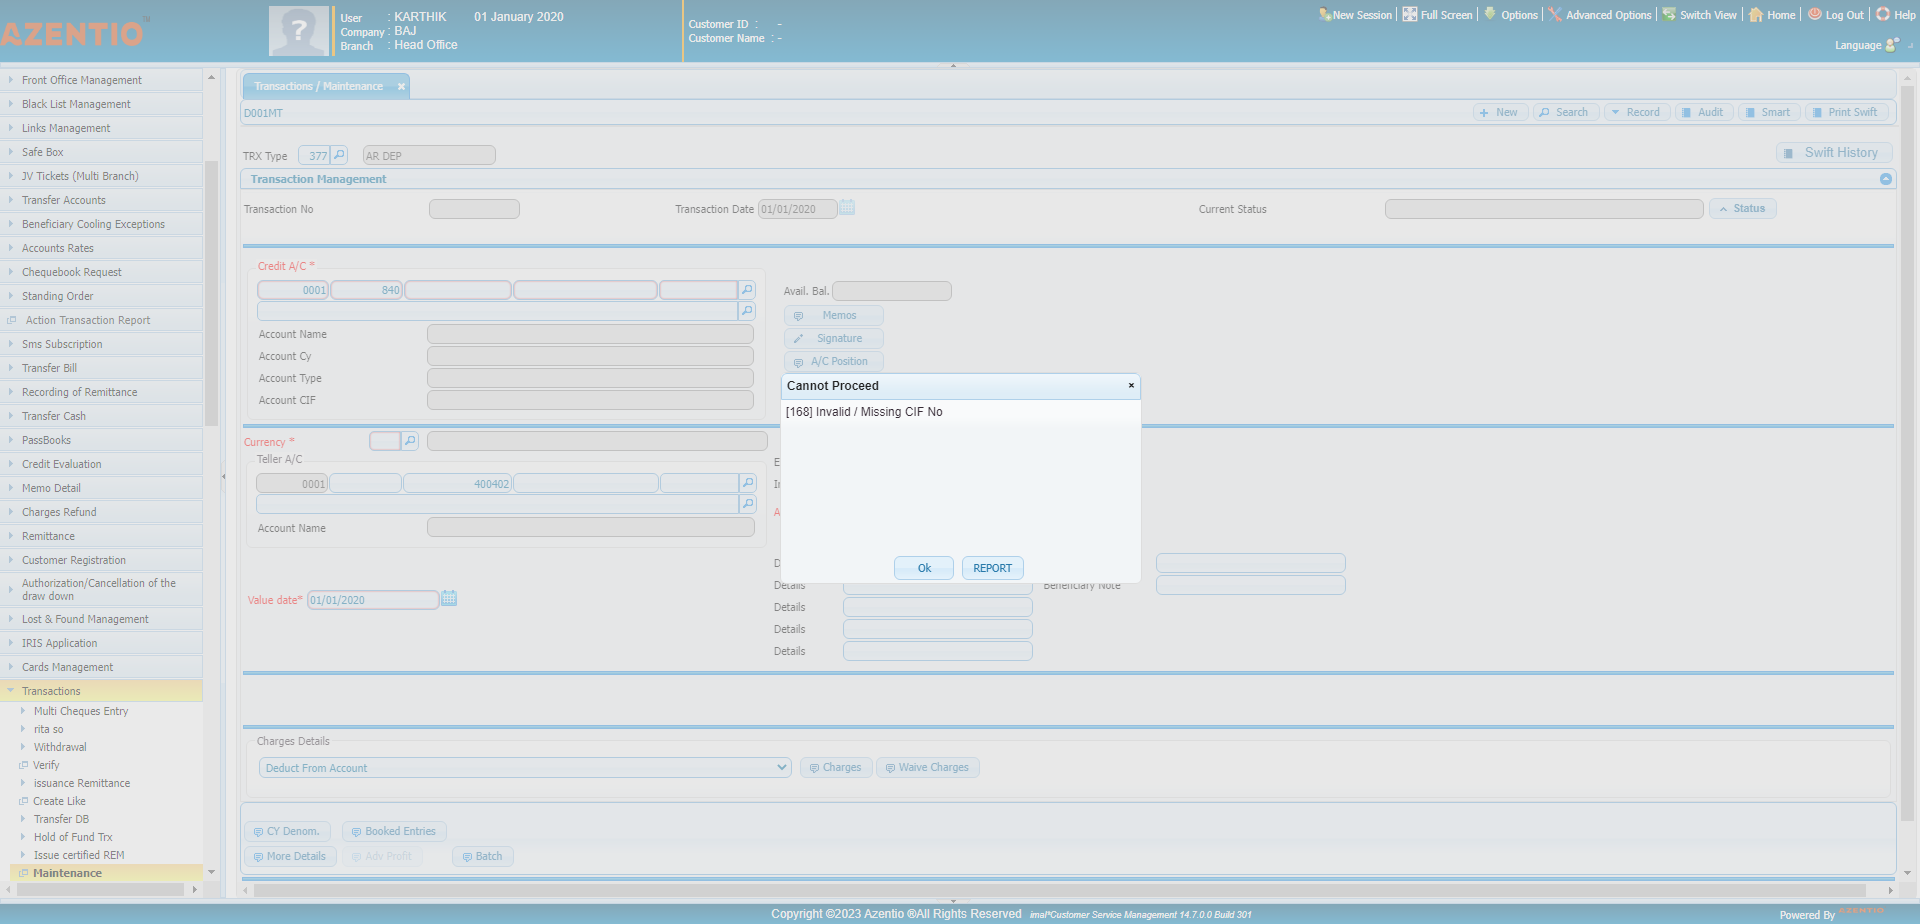 AZENTIO
User : KARTHIK 01 January 2020
Company : BAJ
Branch : Head Office
Customer ID : -
Customer Name : -
New Session Full Screen Options Advanced Options Switch View Home Log Out Help
Language
Front Office Management
Black List Management
Links Management
Safe Box
JV Tickets (Multi Branch)
Transfer Accounts
Beneficiary Cooling Exceptions
Accounts Rates
Chequebook Request
Standing Order
Action Transaction Report
Sms Subscription
Transfer Bill
Recording of Remittance
Transfer Cash
PassBooks
Credit Evaluation
Memo Detail
Charges Refund
Remittance
Customer Registration
Authorization/Cancellation of the
draw down
Lost & Found Management
IRIS Application
Cards Management
Transactions
Multi Cheques Entry
rita so
Withdrawal
Verify
issuance Remittance
Create Like
Transfer DB
Hold of Fund Trx
Issue certified REM
Maintenance
Transactions / Maintenance
D001MT
New Search Record Audit Smart Print Swift
TRX Type 377 AR DEP
Swift History
Transaction Management
Transaction No Transaction Date 01/01/2020 Current Status Status
Credit A/C *
0001 840
Avail. Bal.
Memos
Account Name
Signature
Account Cy
A/C Position
Account Type
Account CIF
Cannot Proceed
[168] Invalid / Missing CIF No
Ok REPORT
Currency *
Teller A/C
0001 400402
Account Name
Value date* 01/01/2020
Details
Beneficiary Note
Details
Details
Details
Charges Details
Deduct From Account Charges Waive Charges
CY Denom. Booked Entries
More Details Adv Profit Batch
Copyright ©2023 Azentio ®All Rights Reserved imal*Customer Service Management 14.7.0.0 Build 301
Powered By AZENTIO